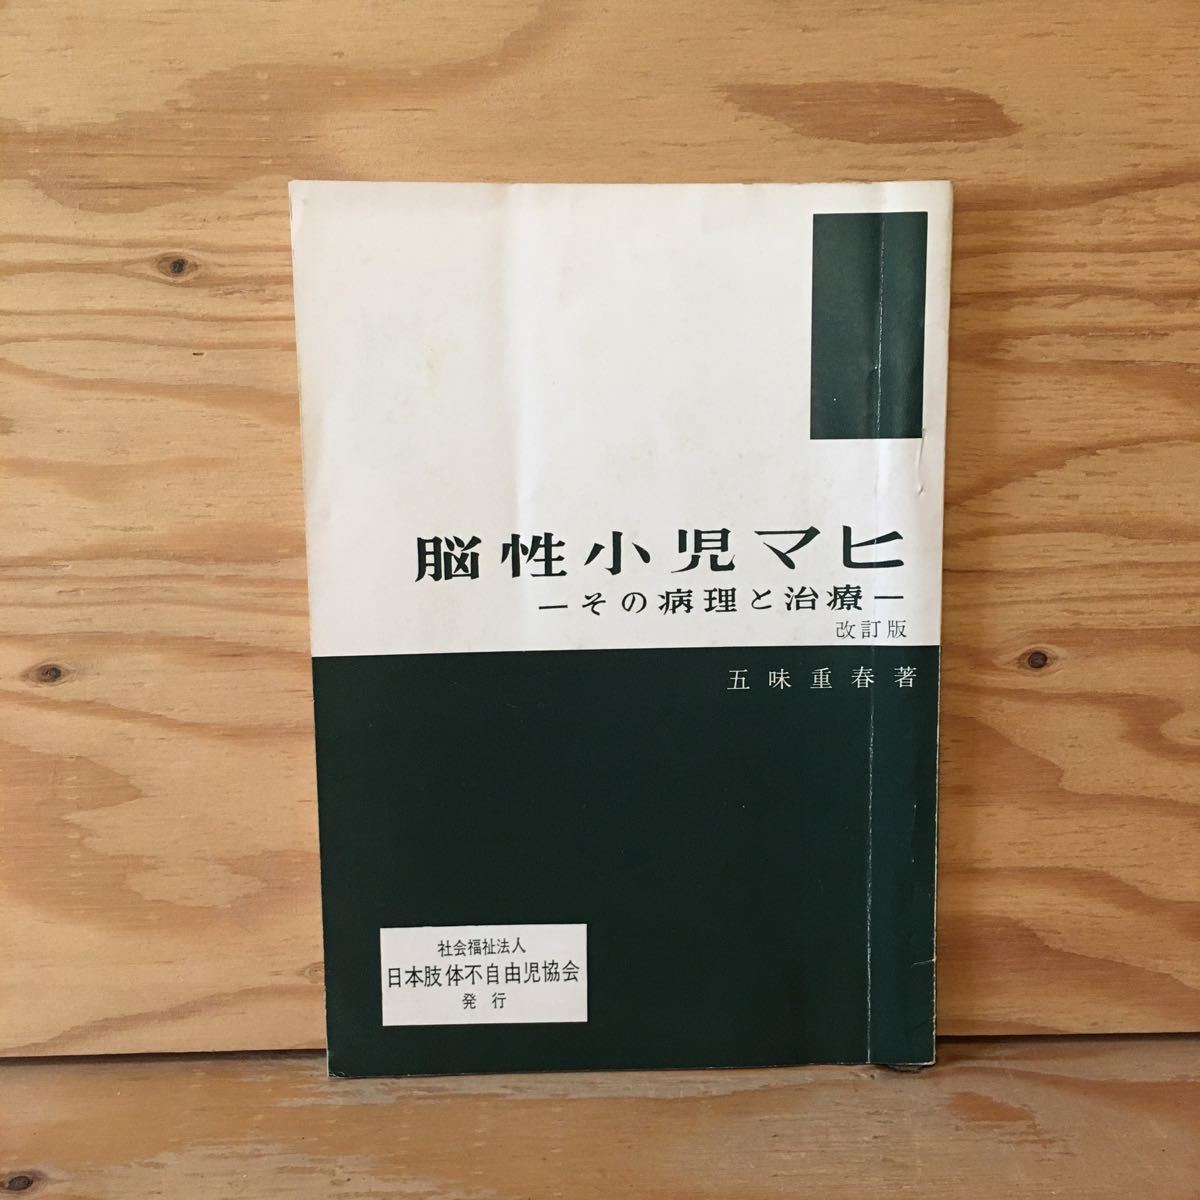 脳性小児マヒ
―その病理と治療―
改訂版
五味重春著
社会福祉法人
日本肢体不自由児協会
発行